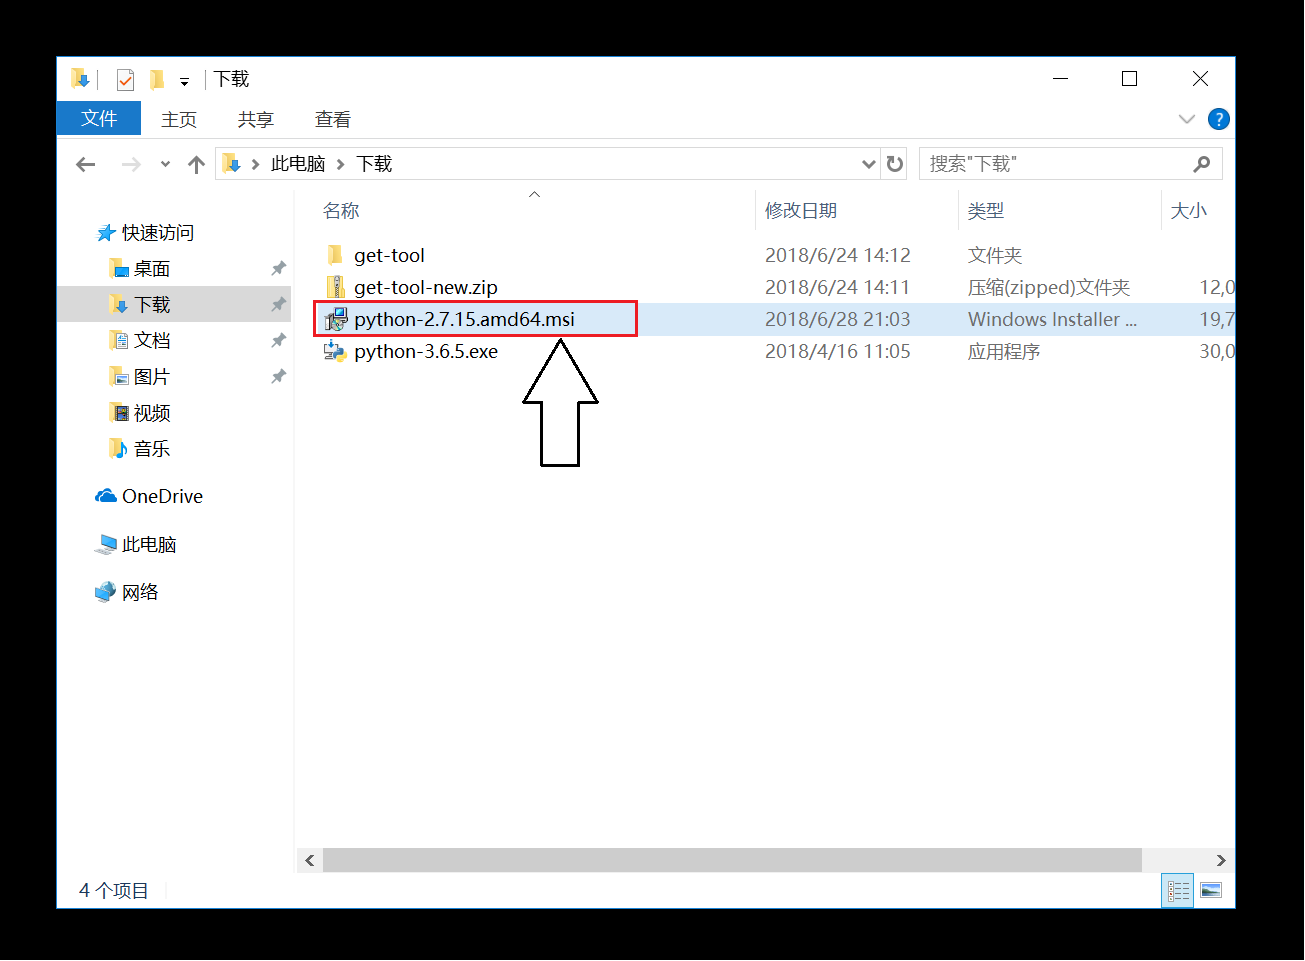 下载
文件 主页 共享 查看
此电脑 下载 搜索"下载"
名称 修改日期 类型 大小
快速访问
桌面
下载
文档
图片
视频
音乐
OneDrive
此电脑
网络
get-tool 2018/6/24 14:12 文件夹
get-tool-new.zip 2018/6/24 14:11 压缩(zipped)文件夹 12,0
python-2.7.15.amd64.msi 2018/6/28 21:03 Windows Installer ... 19,7
python-3.6.5.exe 2018/4/16 11:05 应用程序 30,0
4 个项目